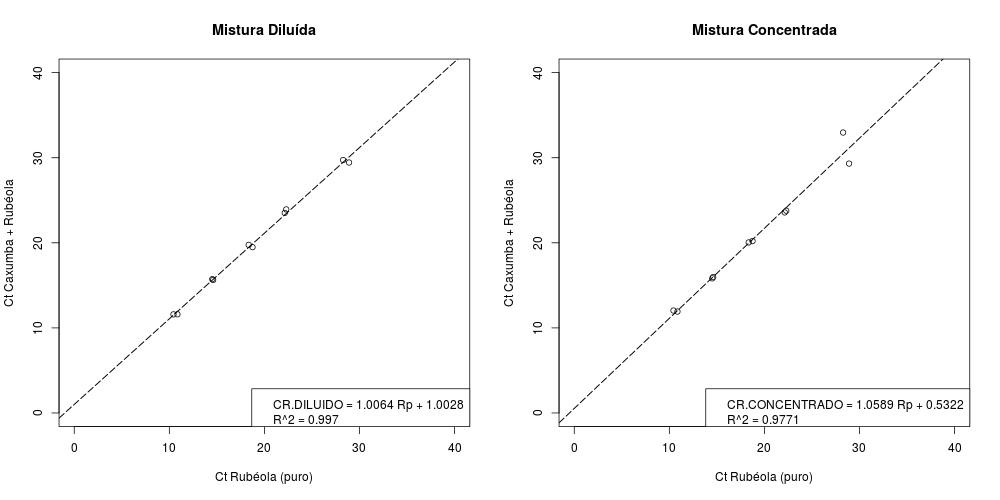 Mistura Diluída
Ct Caxumba + Rubéola
40
30
20
10
0
CR.DILUIDO = 1.0064 Rp + 1.0028
R^2 = 0.997
0 10 20 30 40
Ct Rubéola (puro)
Mistura Concentrada
Ct Caxumba + Rubéola
40
30
20
10
0
CR.CONCENTRADO = 1.0589 Rp + 0.5322
R^2 = 0.9771
0 10 20 30 40
Ct Rubéola (puro)